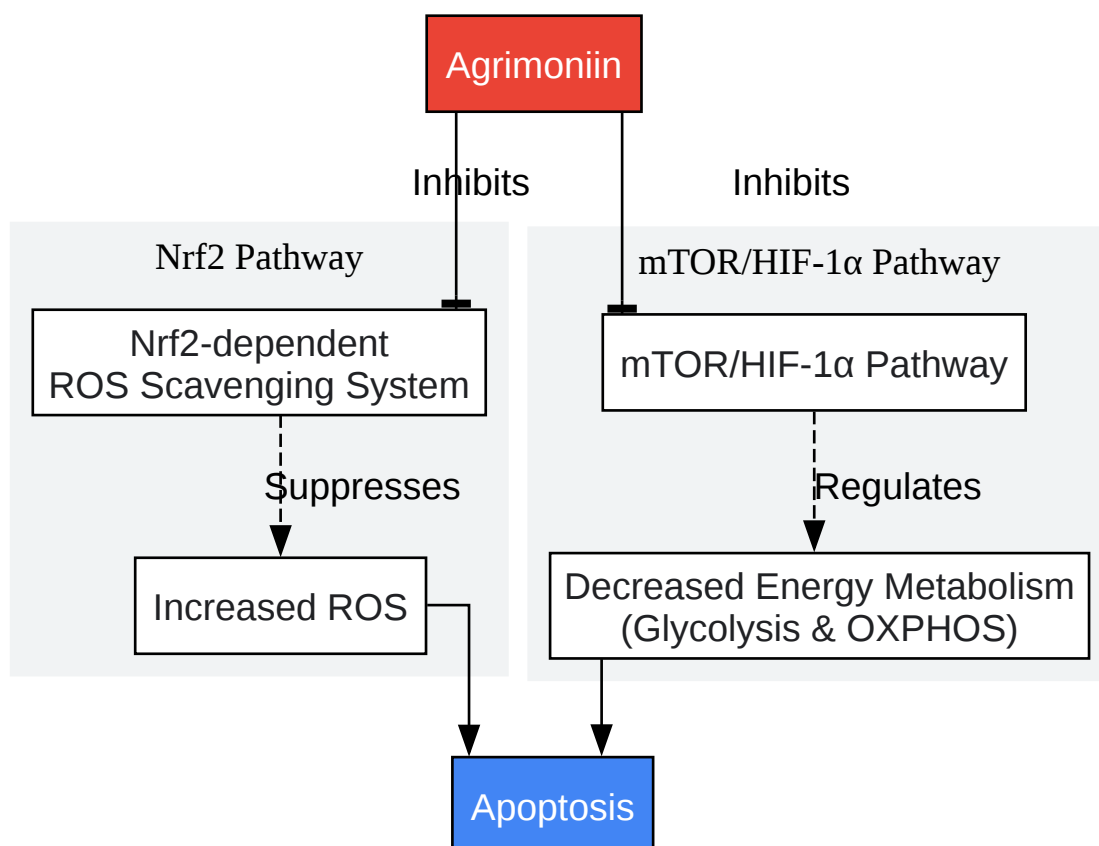 Agrimoniin
Inhibits
Inhibits
Nrf2 Pathway
mTOR/HIF-1α Pathway
Nrf2-dependent
ROS Scavenging System
mTOR/HIF-1α Pathway
Suppresses
Regulates
Increased ROS
Decreased Energy Metabolism
(Glycolysis & OXPHOS)
Apoptosis